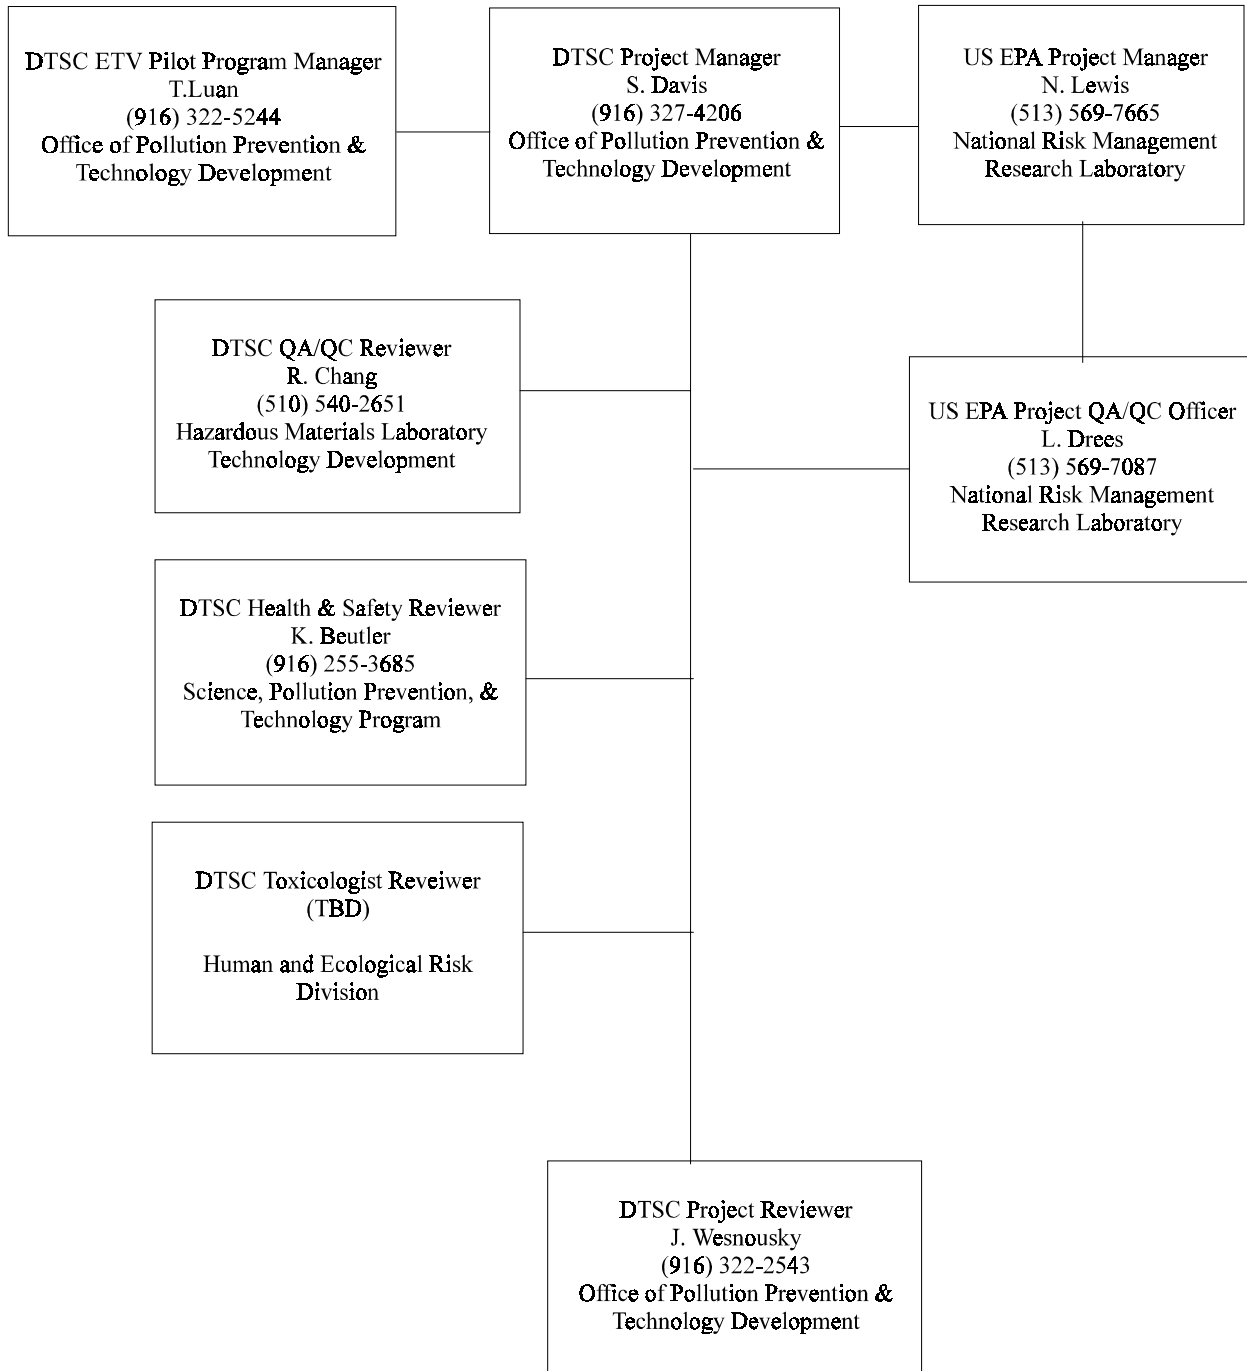 DTSC ETV Pilot Program Manager
T.Luan
(916) 322-5244
Office of Pollution Prevention &
Technology Development
DTSC Project Manager
S. Davis
(916) 327-4206
Office of Pollution Prevention &
Technology Development
US EPA Project Manager
N. Lewis
(513) 569-7665
National Risk Management
Research Laboratory
DTSC QA/QC Reviewer
R. Chang
(510) 540-2651
Hazardous Materials Laboratory
Technology Development
US EPA Project QA/QC Officer
L. Drees
(513) 569-7087
National Risk Management
Research Laboratory
DTSC Health & Safety Reviewer
K. Beutler
(916) 255-3685
Science, Pollution Prevention, &
Technology Program
DTSC Toxicologist Reveiwer
(TBD)
Human and Ecological Risk
Division
DTSC Project Reviewer
J. Wesnousky
(916) 322-2543
Office of Pollution Prevention &
Technology Development